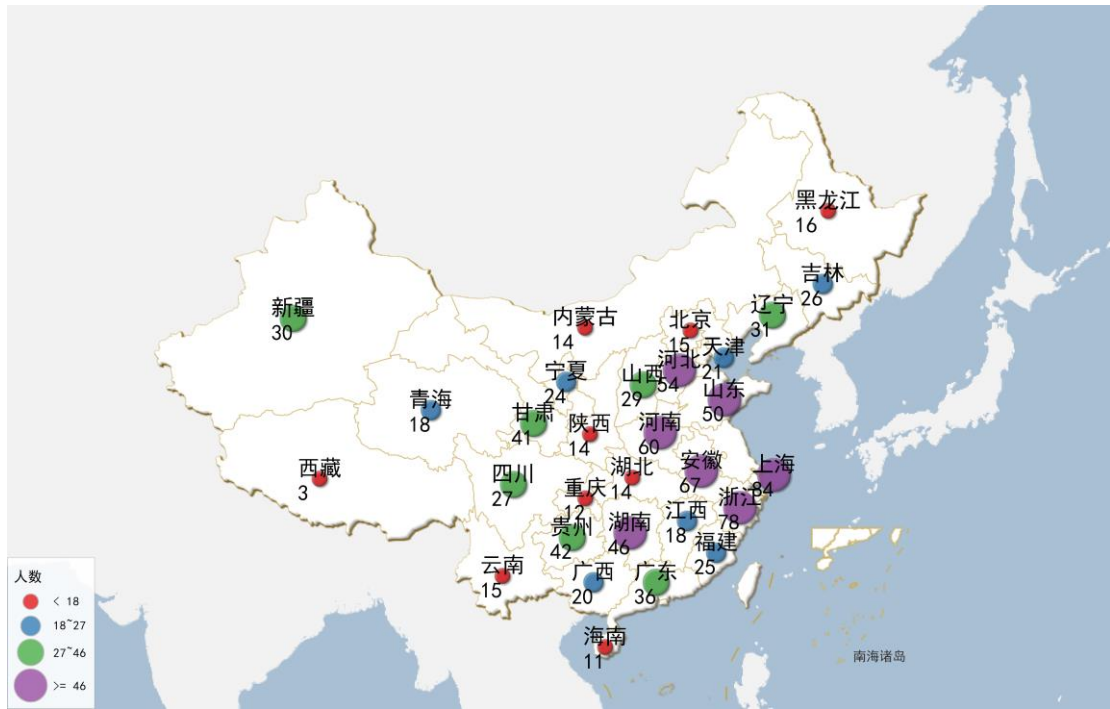 黑龙江
16
吉林
26
辽宁
31
新疆
30
内蒙古
14
北京
15
天津
21
河北
54
宁夏
24
山西
29
山东
50
青海
18
甘肃
41
陕西
14
河南
60
西藏
3
四川
27
湖北
14
安徽
67
上海
84
重庆
12
浙江
78
贵州
42
湖南
46
江西
18
福建
25
云南
15
广西
20
广东
36
海南
11
南海诸岛
人数
< 18
18~27
27~46
>= 46